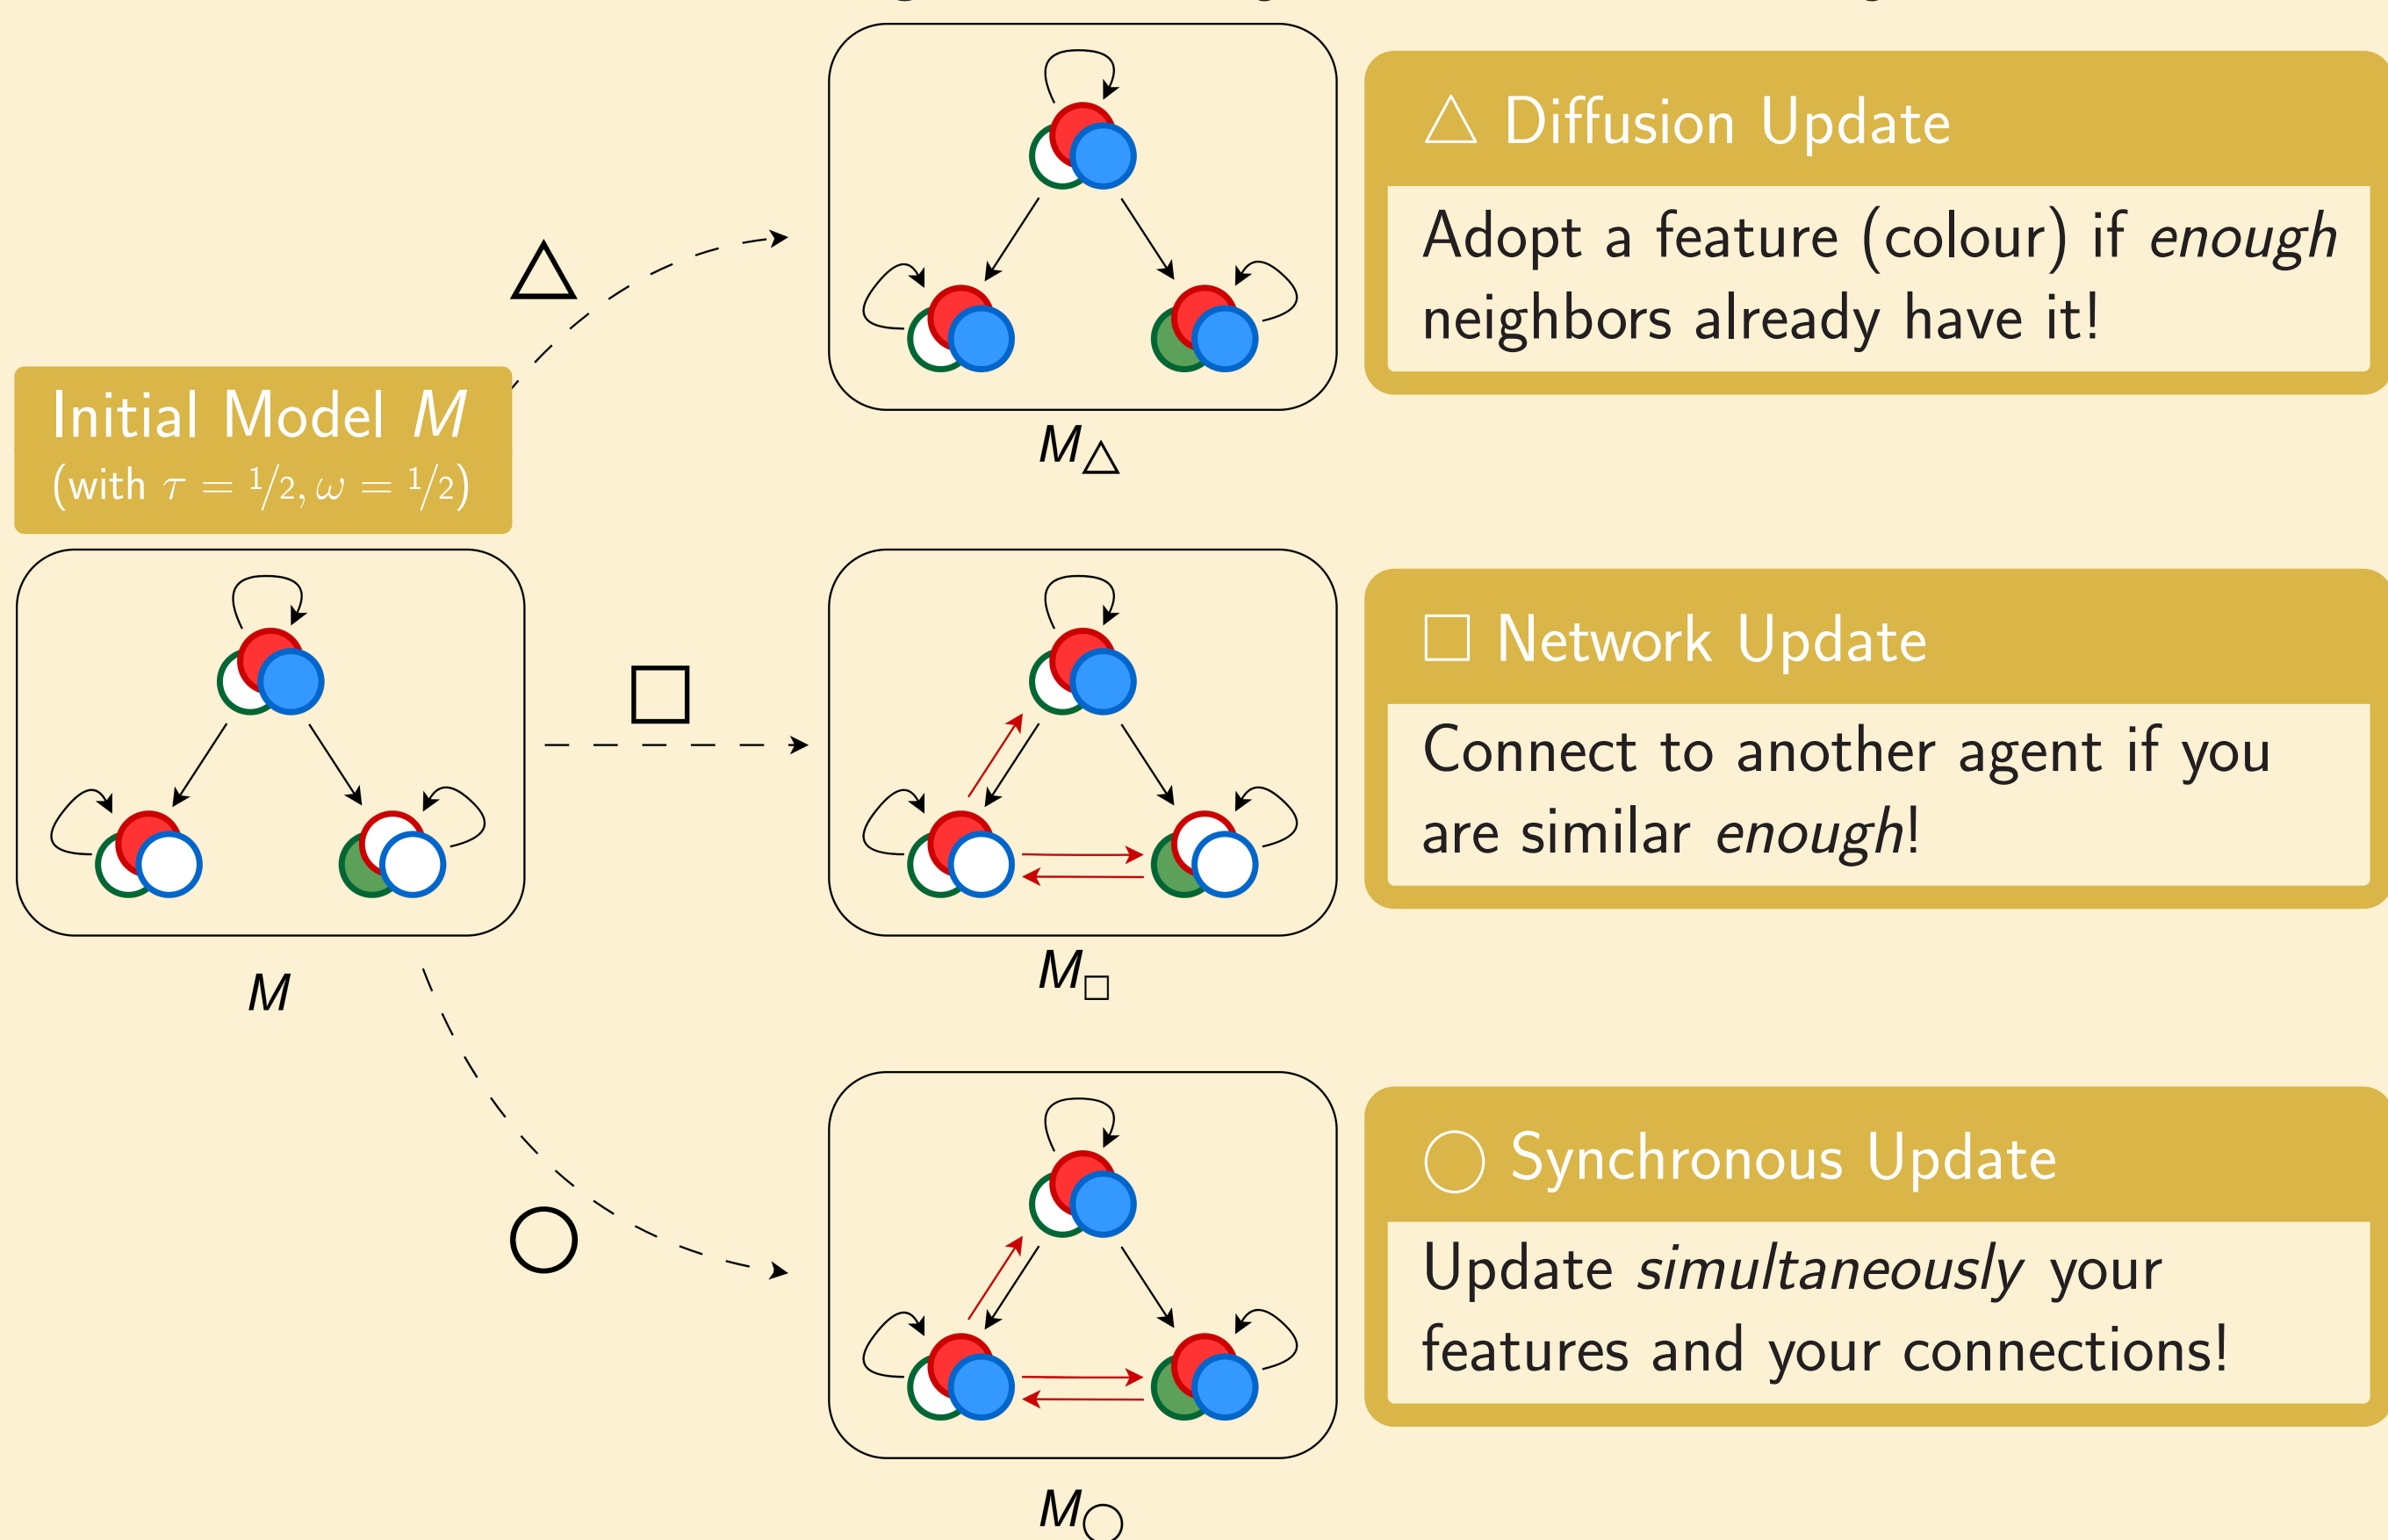 △ Diffusion Update
Adopt a feature (colour) if enough
neighbors already have it!
M△
Initial Model M
(with τ = 1/2, ω = 1/2)
M
□ Network Update
Connect to another agent if you
are similar enough!
M□
○ Synchronous Update
Update simultaneously your
features and your connections!
M○